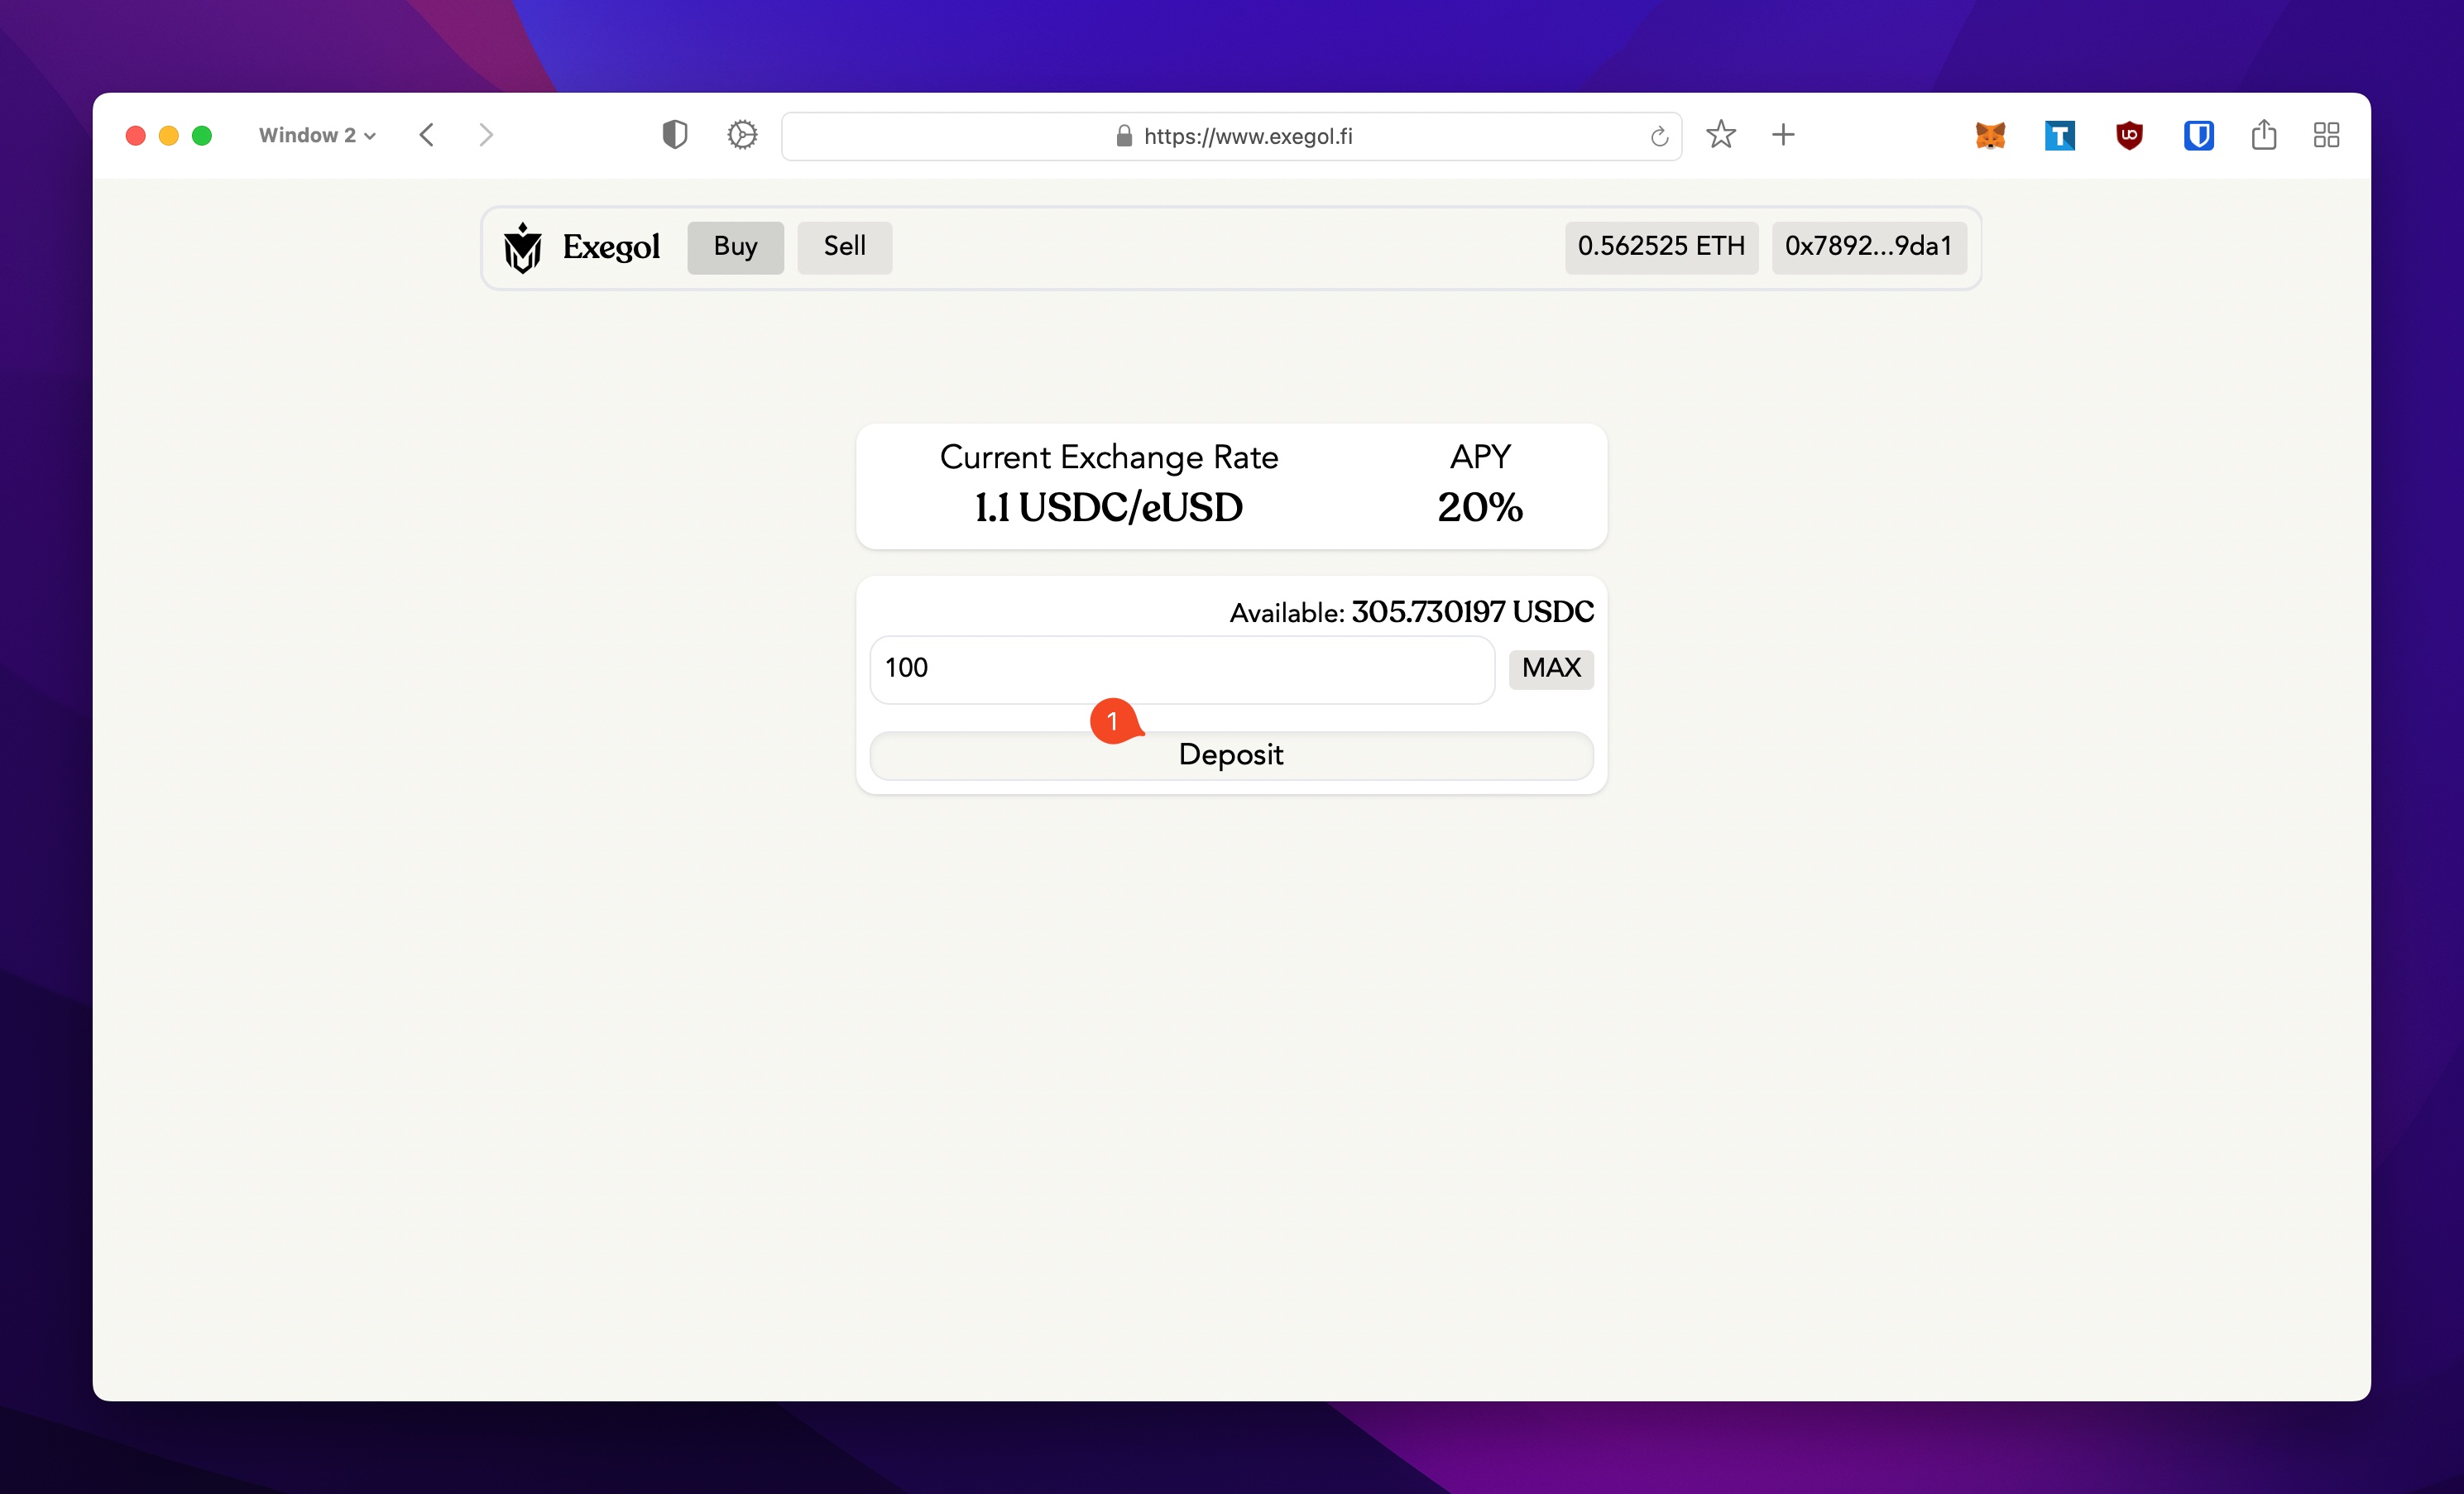 Window 2
https://www.exegol.fi
Exegol Buy Sell 0.562525 ETH 0x7892...9da1
Current Exchange Rate APY
1.1 USDC/eUSD 20%
Available: 305.730197 USDC
100 MAX
1
Deposit